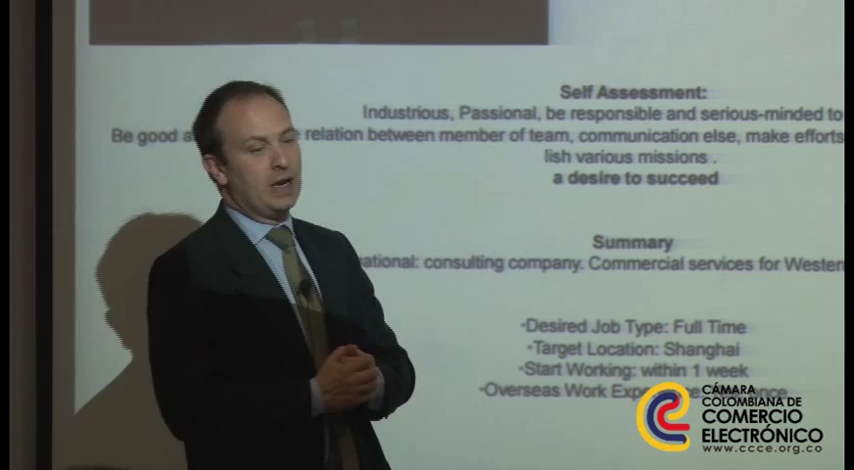 Self Assessment:
Industrious, Passional, be responsible and serious-minded to
Be good a relation between member of team, communication else, make efforts
lish various missions .
a desire to succeed
Summary
national: consulting company. Commercial services for Western
•Desired Job Type: Full Time
•Target Location: Shanghai
•Start Working: within 1 week
•Overseas Work
CÁMARA
COLOMBIANA DE
COMERCIO
ELECTRÓNICO
www.ccce.org.co